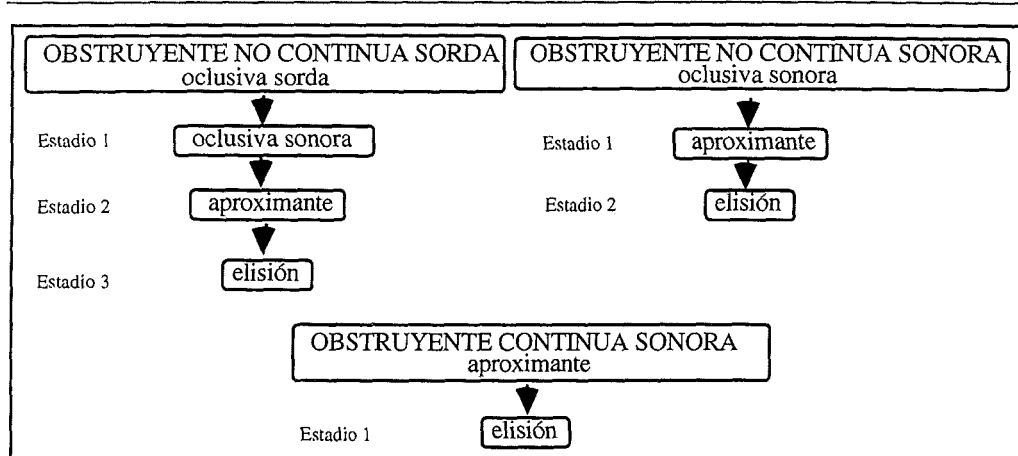 OBSTRUYENTE NO CONTINUA SORDA
oclusiva sorda
Estadio 1
oclusiva sonora
Estadio 2
aproximante
Estadio 3
elisión
OBSTRUYENTE NO CONTINUA SONORA
oclusiva sonora
Estadio 1
aproximante
Estadio 2
elisión
OBSTRUYENTE CONTINUA SONORA
aproximante
Estadio 1
elisión